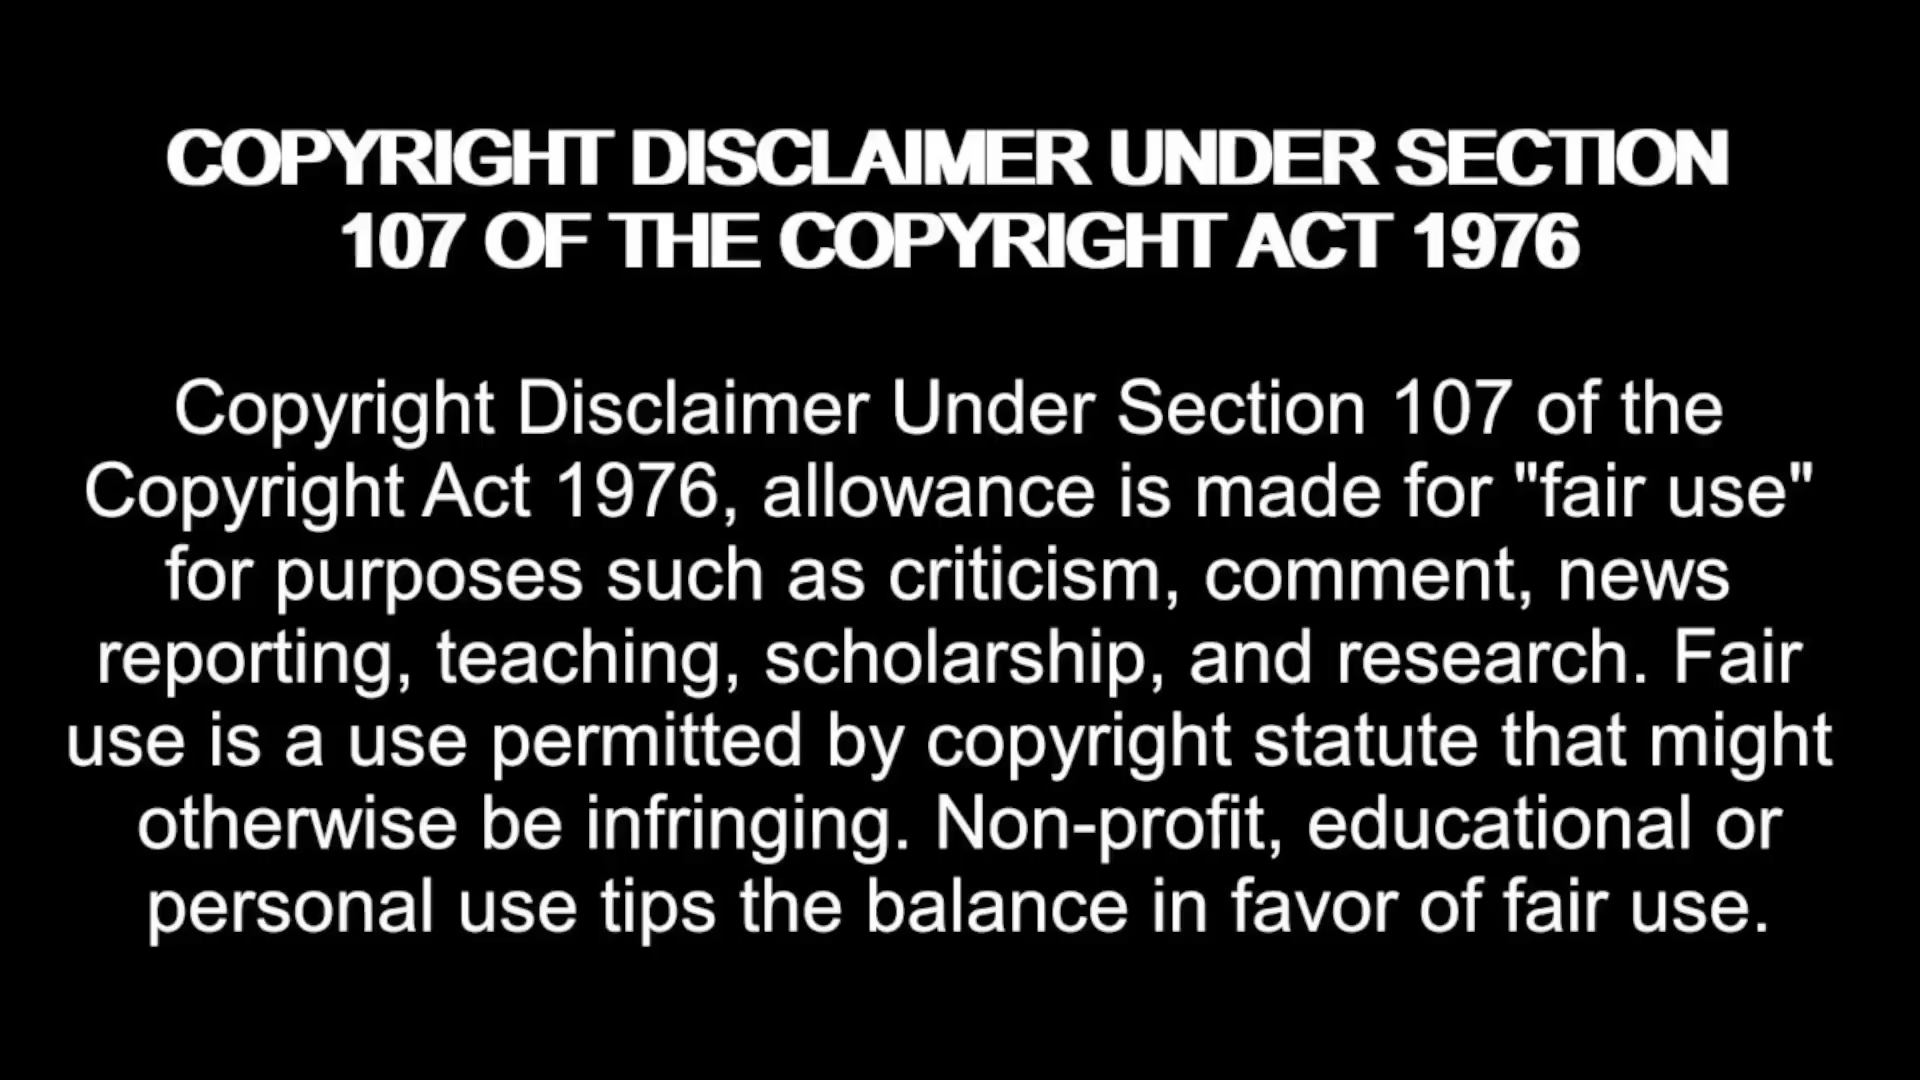 COPYRIGHT DISCLAIMER UNDER SECTION
107 OF THE COPYRIGHT ACT 1976
Copyright Disclaimer Under Section 107 of the
Copyright Act 1976, allowance is made for "fair use"
for purposes such as criticism, comment, news
reporting, teaching, scholarship, and research. Fair
use is a use permitted by copyright statute that might
otherwise be infringing. Non-profit, educational or
personal use tips the balance in favor of fair use.